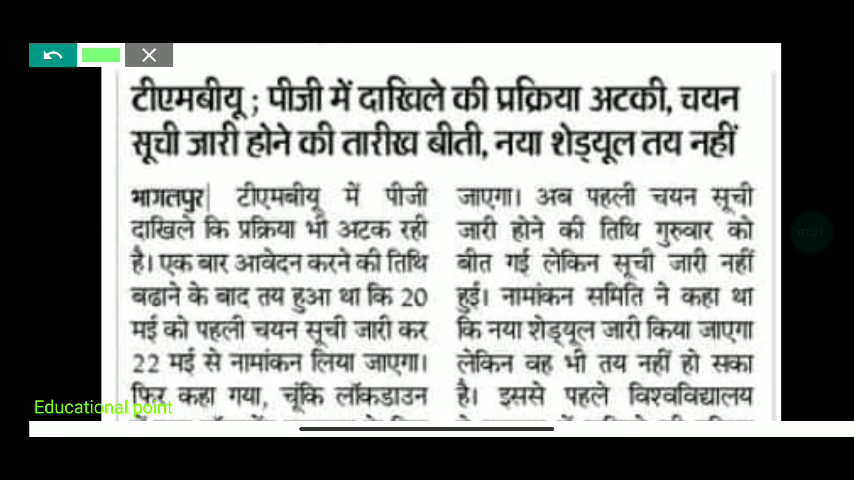 टीएमबीयू ; पीजी में दाखिले की प्रक्रिया अटकी, चयन
सूची जारी होने की तारीख बीती, नया शेड्यूल तय नहीं
भागलपुर| टीएमबीयू में पीजी
दाखिले कि प्रक्रिया भी अटक रही
है। एक बार आवेदन करने की तिथि
बढाने के बाद तय हुआ था कि 20
मई को पहली चयन सूची जारी कर
22 मई से नामांकन लिया जाएगा।
फिर कहा गया, चूंकि लॉकडाउन
जाएगा। अब पहली चयन सूची
जारी होने की तिथि गुरुवार को
बीत गई लेकिन सूची जारी नहीं
हुई। नामांकन समिति ने कहा था
कि नया शेड्यूल जारी किया जाएगा
लेकिन वह भी तय नहीं हो सका
है। इससे पहले विश्वविद्यालय
Educational point
01:21